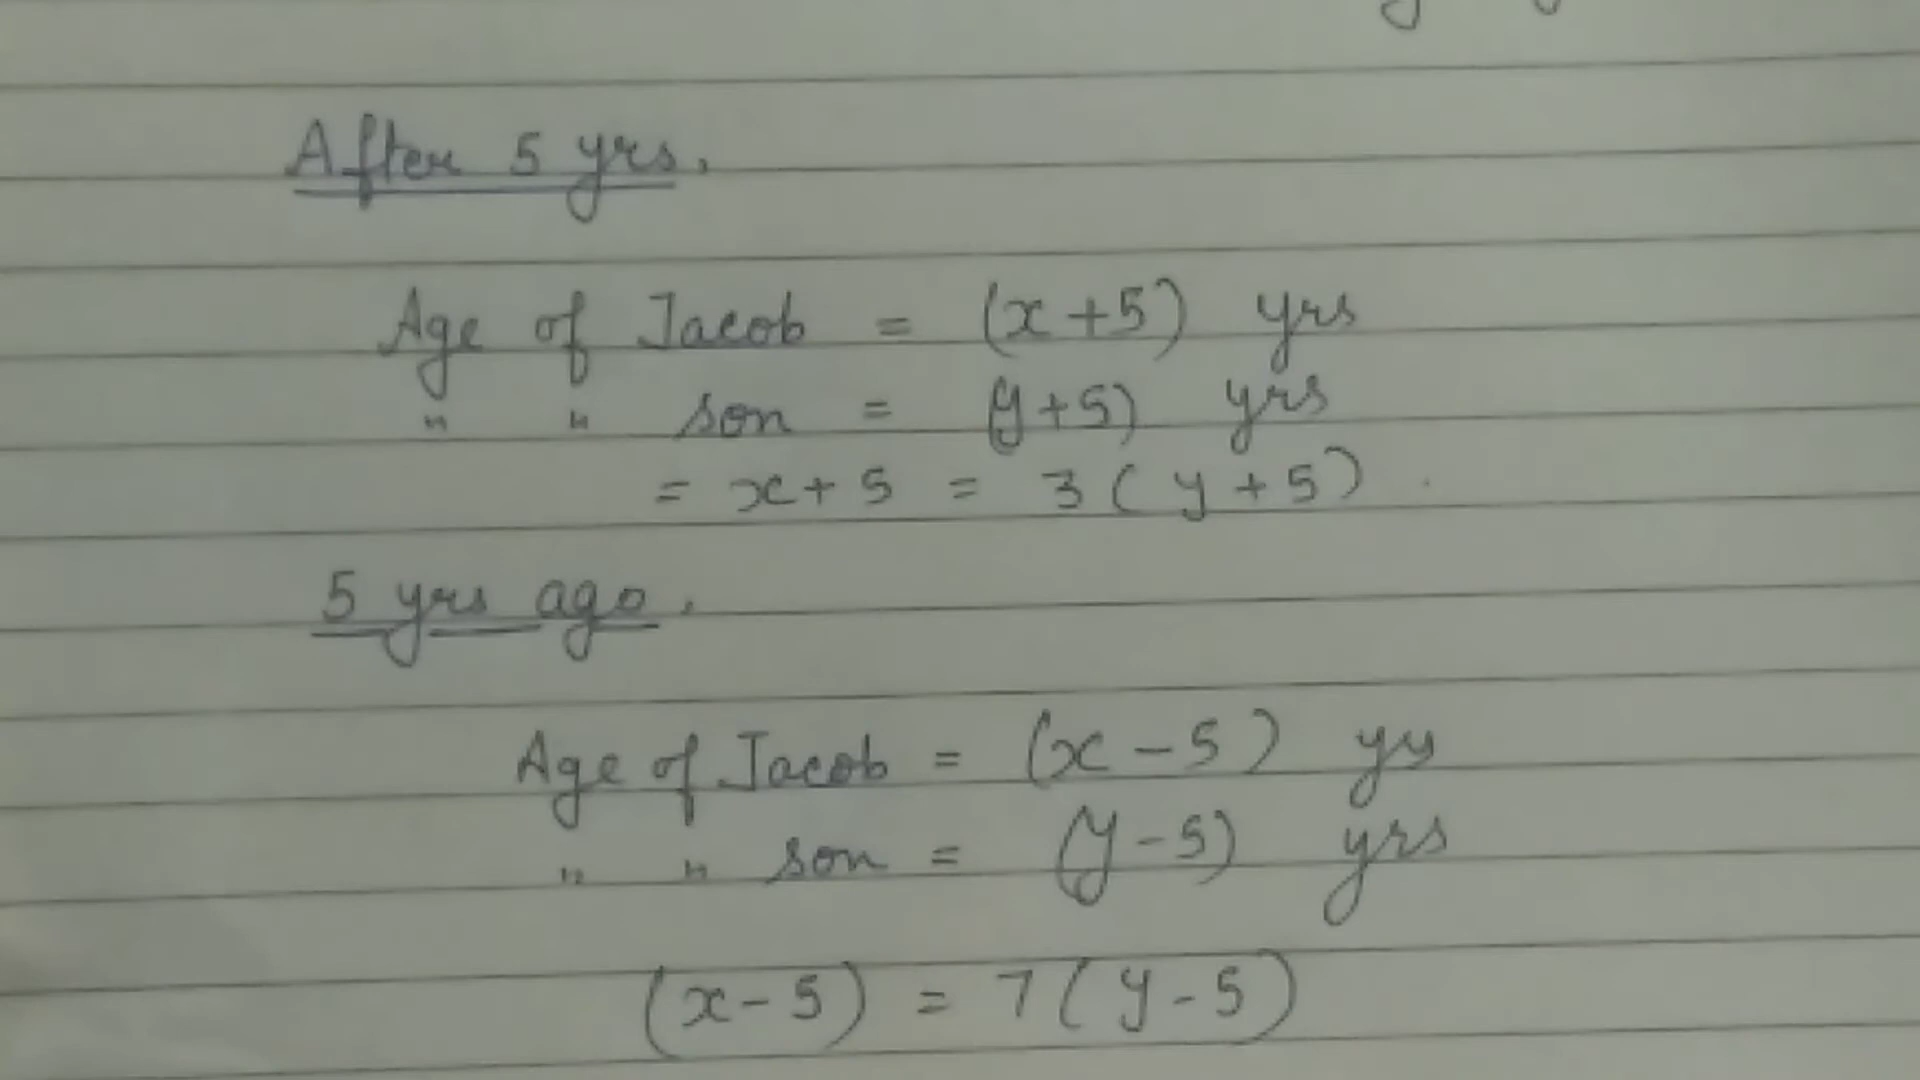 After 5 yrs.
Age of Jacob = (x+5) yrs
" " son = (y+5) yrs
= x+5 = 3(y+5).
5 yrs ago.
Age of Jacob = (x-5) yrs
" " son = (y-5) yrs
(x-5) = 7(y-5)